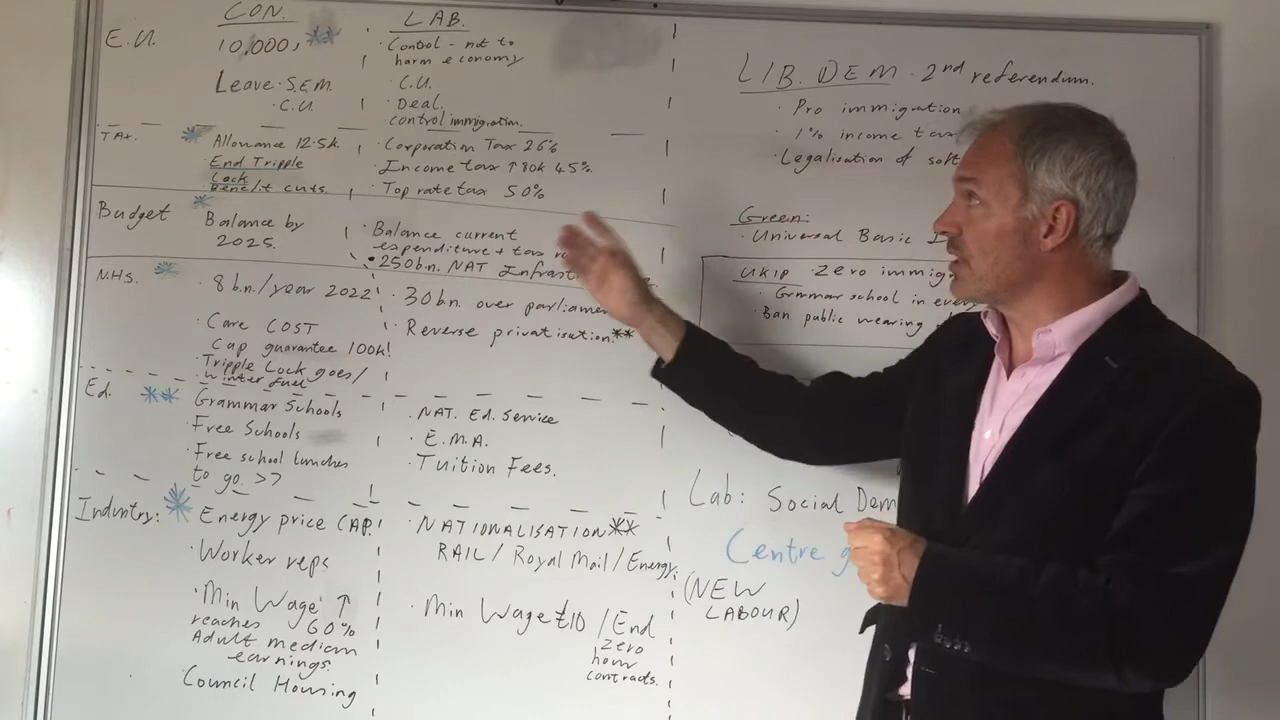 CON.
LAB.
E.U.
10,000,
· Control - not to
harm economy
Leave · S.E.M.
· C.U.
· C.U.
· Deal.
control immigration.
TAX.
Allowance 12.5k.
End Tripple
Lock
Benefit cuts
· Corporation Tax 26%
· Income tax ↑ 80k 45%.
· Top rate tax 50%
Budget
Balance by
2025.
· Balance current
expenditure + tax
· 250 b.n. NAT Infrast
N.H.S.
· 8 b.n./year 2022
· Care COST
Cap guarantee 100k!
· Tripple Lock goes/
Winter fuel
· 30 b.n. over parliamen
· Reverse privatisation.**
Ed. **
Grammar Schools
· Free Schools
· Free school lunches
to go >7
· NAT. Ed. Service
· E.M.A.
· Tuition Fees.
Industry:
Energy price CAP.
· Worker reps
· Min Wage ↑
reaches 60%
Adult median
earnings.
· Council Housing
· NATIONALISATION**
RAIL / Royal Mail / Energy.
· Min Wage £10 / End
zero
hour
contracts.
LIB. DEM · 2nd referendum.
· Pro immigration
· 1% income tax
· Legalisation of soft
Green:
· Universal Basic I
UKIP · Zero immig
· Grammar school in every
· Ban public wearing
Lab: Social Dem
Centre g
(NEW
LABOUR)